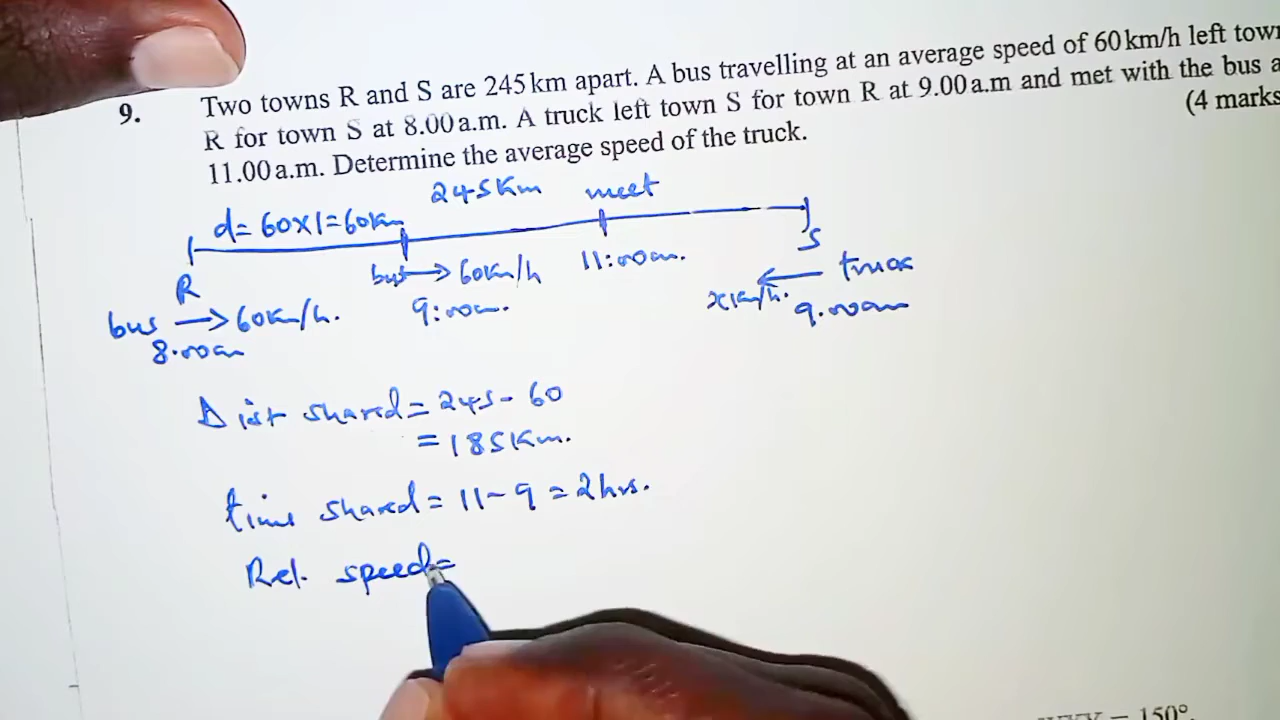 9. Two towns R and S are 245 km apart. A bus travelling at an average speed of 60 km/h left town
R for town S at 8.00 a.m. A truck left town S for town R at 9.00 a.m and met with the bus a
11.00 a.m. Determine the average speed of the truck. (4 marks
245Km meet
d= 60×1=60Km
R S
bus → 60Km/h 11:00am. ← truck
bus → 60Km/h. 9:00am. xKm/h. 9.00am
8.00am
Dist shared = 245 - 60
= 185Km.
time shared = 11 - 9 = 2hrs.
Rel. speed=
= 150°.